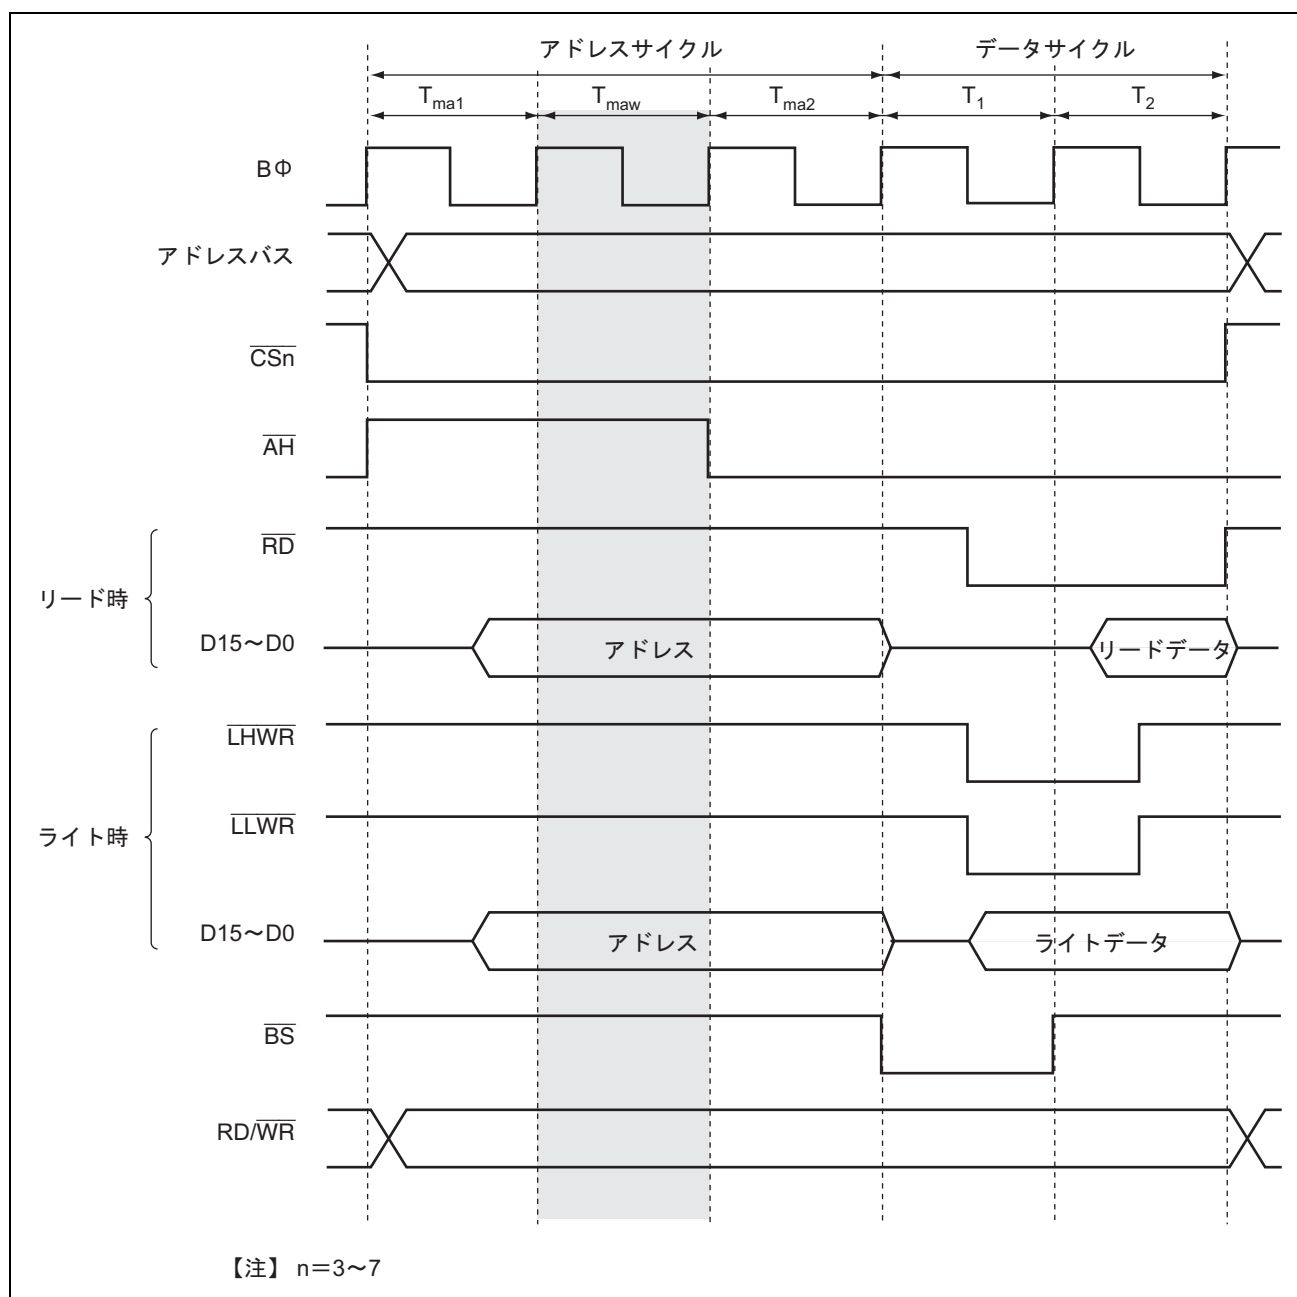 アドレスサイクル データサイクル
Tma1 Tmaw Tma2 T1 T2
BΦ
アドレスバス
CSn
AH
RD
リード時
D15～D0 アドレス リードデータ
LHWR
LLWR
ライト時
D15～D0 アドレス ライトデータ
BS
RD/WR
【注】 n＝3～7